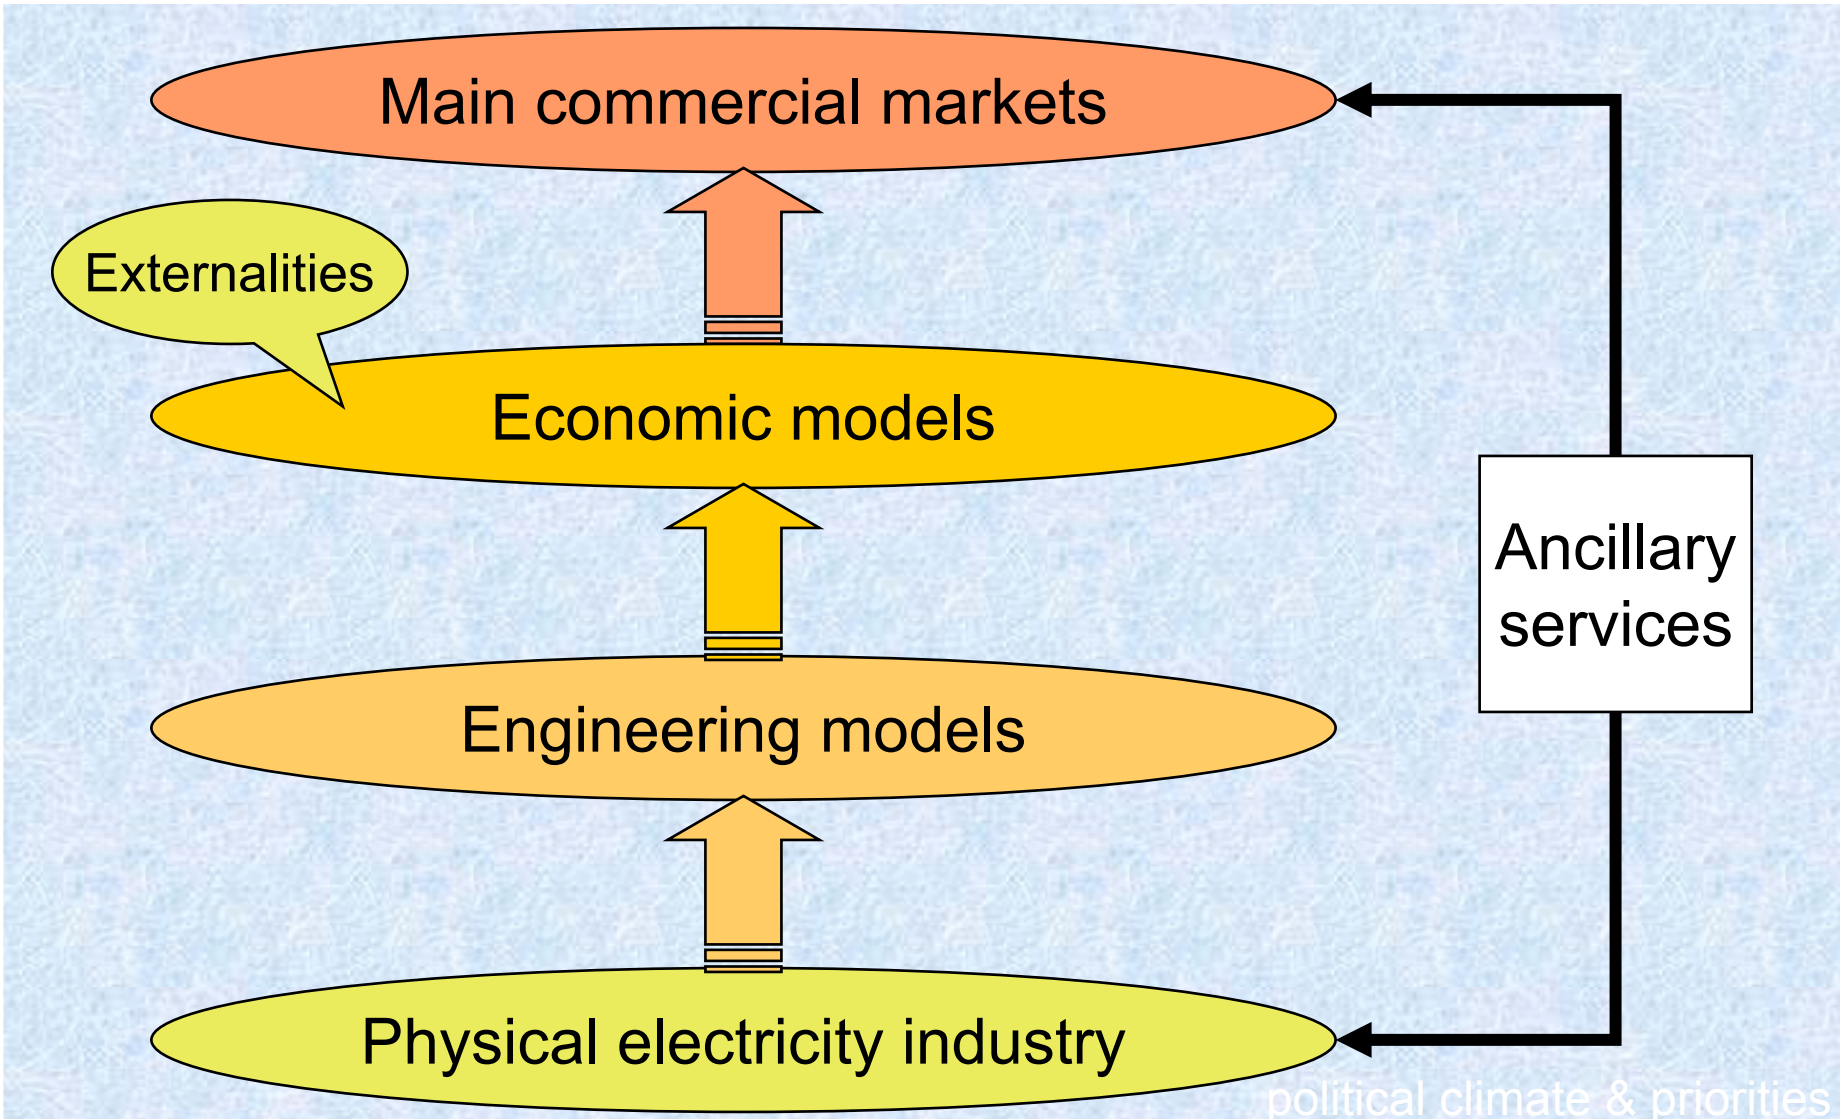 Main commercial markets
Externalities
Economic models
Ancillary
services
Engineering models
Physical electricity industry
political climate & priorities